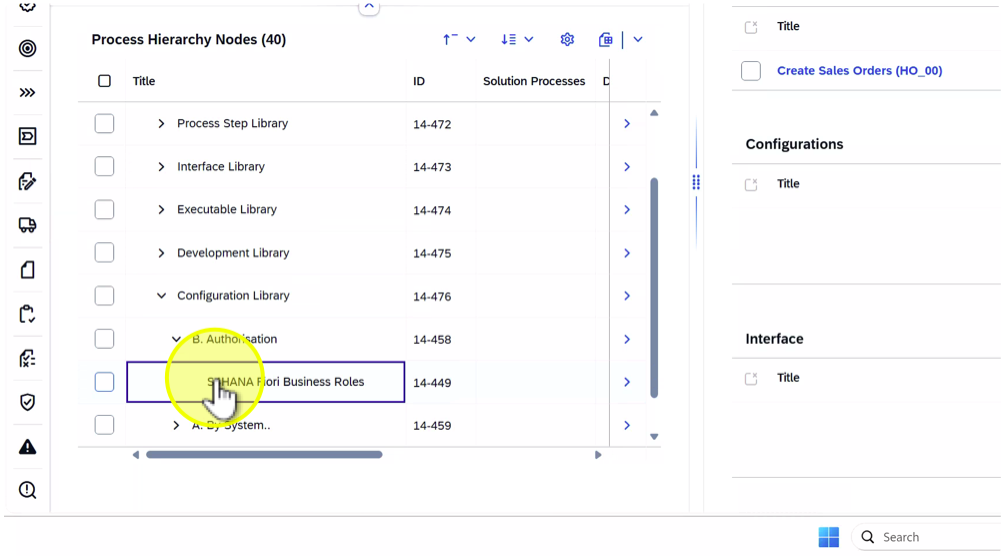 Process Hierarchy Nodes (40)
Title ID Solution Processes
Process Step Library 14-472
Interface Library 14-473
Executable Library 14-474
Development Library 14-475
Configuration Library 14-476
B. Authorisation 14-458
HANA Fiori Business Roles 14-449
A. By System.. 14-459
Title
Create Sales Orders (HO_00)
Configurations
Title
Interface
Title
Search